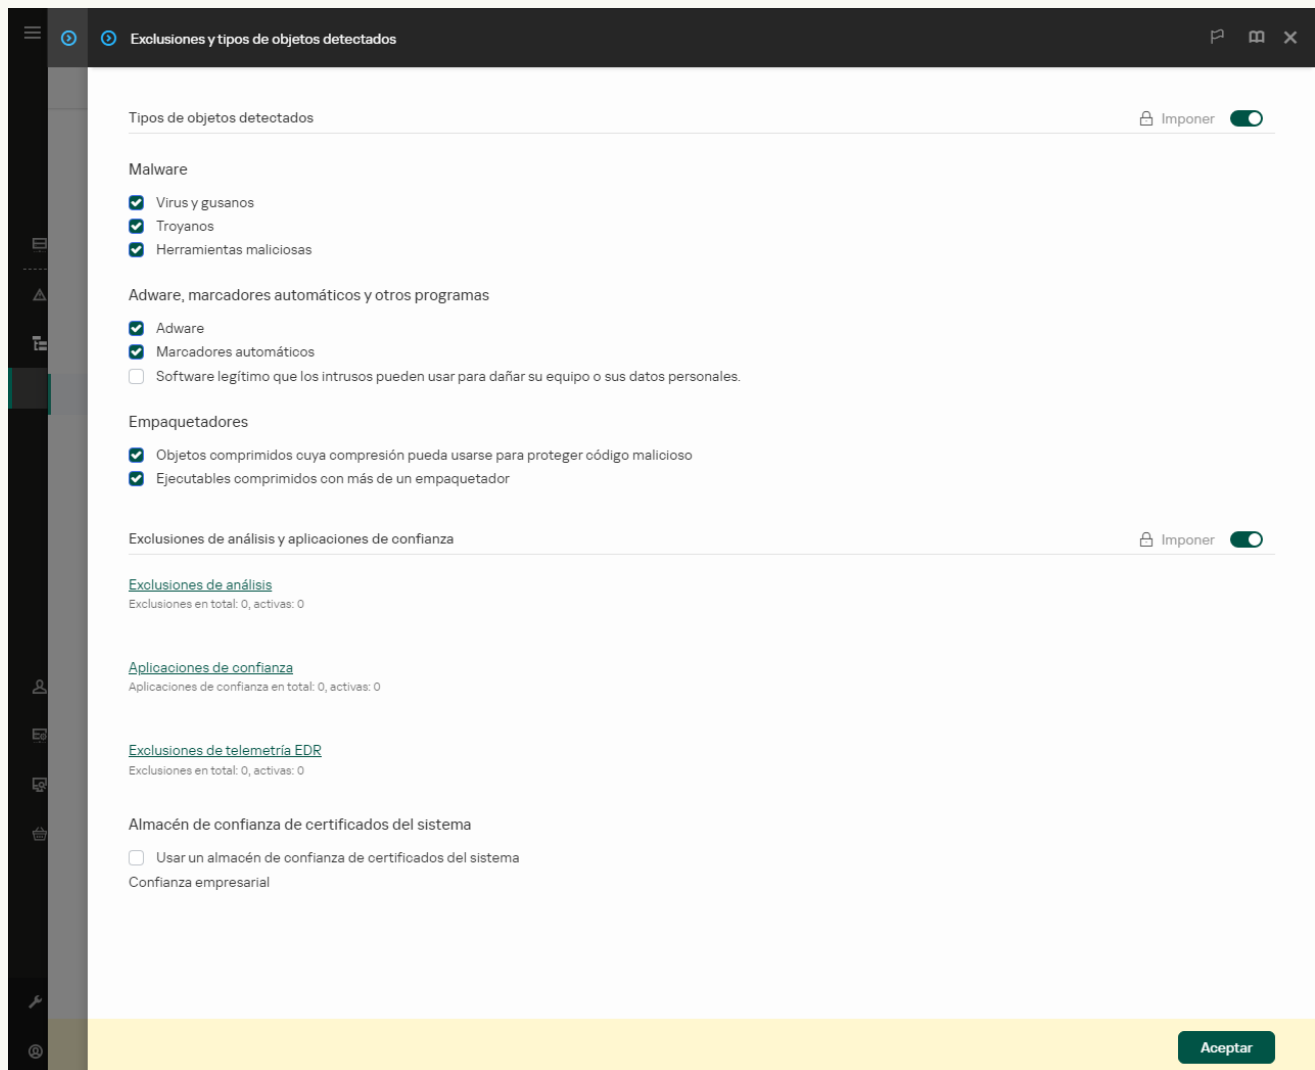 Exclusiones y tipos de objetos detectados
Tipos de objetos detectados
Imponer
Malware
Virus y gusanos
Troyanos
Herramientas maliciosas
Adware, marcadores automáticos y otros programas
Adware
Marcadores automáticos
Software legítimo que los intrusos pueden usar para dañar su equipo o sus datos personales.
Empaquetadores
Objetos comprimidos cuya compresión pueda usarse para proteger código malicioso
Ejecutables comprimidos con más de un empaquetador
Exclusiones de análisis y aplicaciones de confianza
Imponer
Exclusiones de análisis
Exclusiones en total: 0, activas: 0
Aplicaciones de confianza
Aplicaciones de confianza en total: 0, activas: 0
Exclusiones de telemetría EDR
Exclusiones en total: 0, activas: 0
Almacén de confianza de certificados del sistema
Usar un almacén de confianza de certificados del sistema
Confianza empresarial
Aceptar